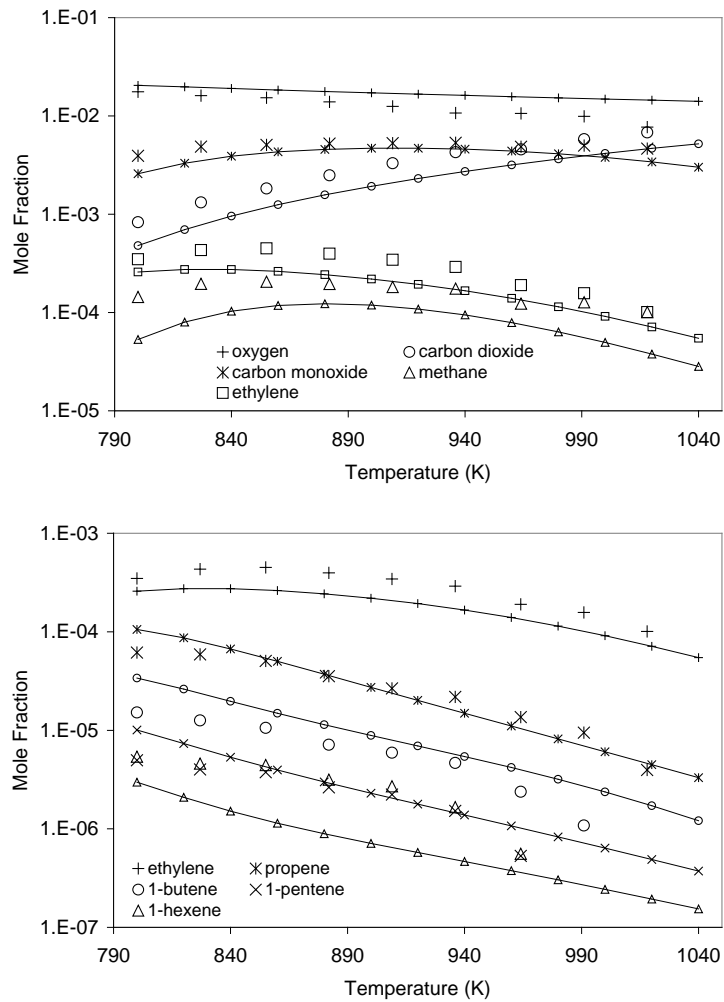 1.E-01
1.E-02
1.E-03
1.E-04
1.E-05
Mole Fraction
oxygen carbon dioxide
carbon monoxide methane
ethylene
790 840 890 940 990 1040
Temperature (K)
1.E-03
1.E-04
1.E-05
1.E-06
1.E-07
Mole Fraction
ethylene propene
1-butene 1-pentene
1-hexene
790 840 890 940 990 1040
Temperature (K)